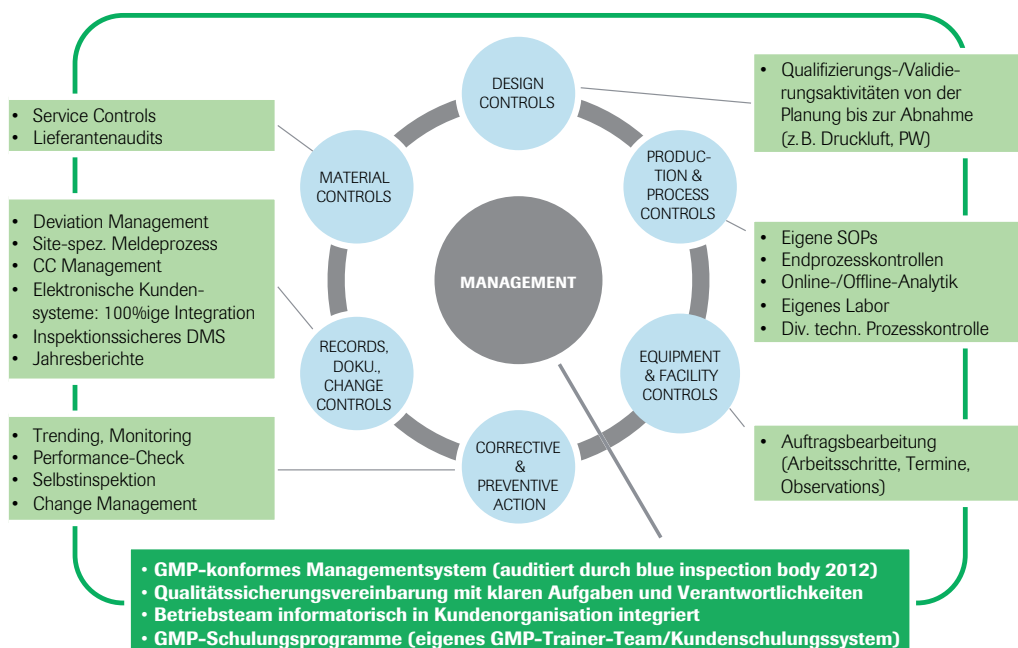 DESIGN
CONTROLS
• Qualifizierungs-/Validie-
rungsaktivitäten von der
Planung bis zur Abnahme
(z.B. Druckluft, PW)
• Service Controls
• Lieferantenaudits
MATERIAL
CONTROLS
PRODUC-
TION &
PROCESS
CONTROLS
• Deviation Management
• Site-spez. Meldeprozess
• CC Management
• Elektronische Kunden-
systeme: 100%ige Integration
• Inspektionssicheres DMS
• Jahresberichte
MANAGEMENT
• Eigene SOPs
• Endprozesskontrollen
• Online-/Offline-Analytik
• Eigenes Labor
• Div. techn. Prozesskontrolle
RECORDS,
DOKU.,
CHANGE
CONTROLS
EQUIPMENT
& FACILITY
CONTROLS
• Trending, Monitoring
• Performance-Check
• Selbstinspektion
• Change Management
CORRECTIVE
&
PREVENTIVE
ACTION
• Auftragsbearbeitung
(Arbeitsschritte, Termine,
Observations)
• GMP-konformes Managementsystem (auditiert durch blue inspection body 2012)
• Qualitätssicherungsvereinbarung mit klaren Aufgaben und Verantwortlichkeiten
• Betriebsteam informatorisch in Kundenorganisation integriert
• GMP-Schulungsprogramme (eigenes GMP-Trainer-Team/Kundenschulungssystem)